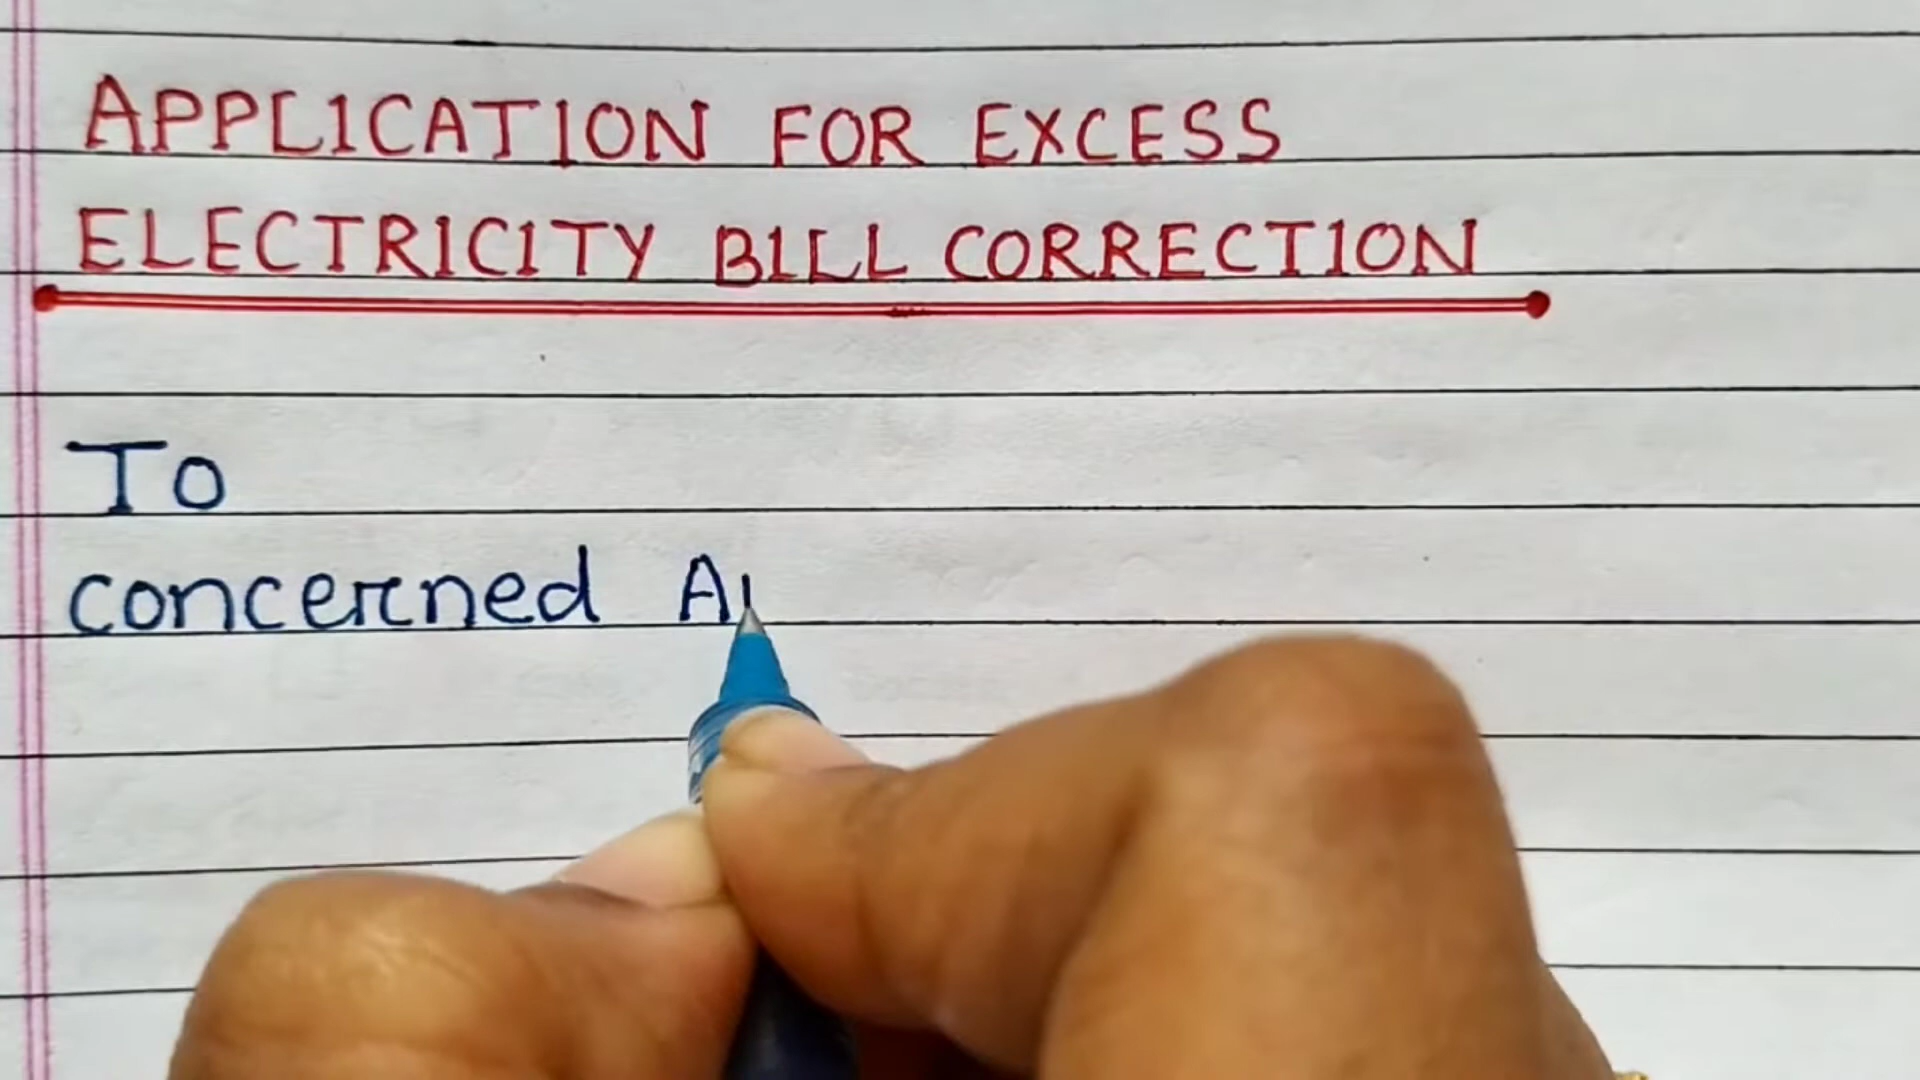 APPLICATION FOR EXCESS
ELECTRICITY BILL CORRECTION
To
concerned A